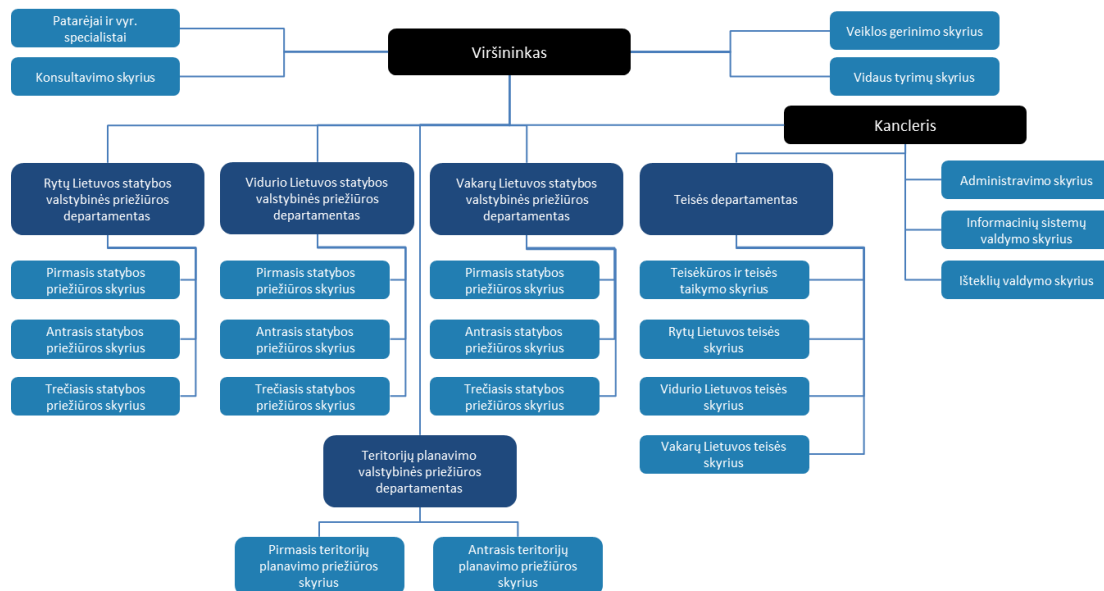 Patarėjai ir vyr.
specialistai
Konsultavimo skyrius
Viršininkas
Veiklos gerinimo skyrius
Vidaus tyrimų skyrius
Kancleris
Rytų Lietuvos statybos
valstybinės priežiūros
departamentas
Vidurio Lietuvos statybos
valstybinės priežiūros
departamentas
Vakarų Lietuvos statybos
valstybinės priežiūros
departamentas
Teisės departamentas
Administravimo skyrius
Informacinių sistemų
valdymo skyrius
Išteklių valdymo skyrius
Pirmasis statybos
priežiūros skyrius
Antrasis statybos
priežiūros skyrius
Trečiasis statybos
priežiūros skyrius
Pirmasis statybos
priežiūros skyrius
Antrasis statybos
priežiūros skyrius
Trečiasis statybos
priežiūros skyrius
Pirmasis statybos
priežiūros skyrius
Antrasis statybos
priežiūros skyrius
Trečiasis statybos
priežiūros skyrius
Teisėkūros ir teisės
taikymo skyrius
Rytų Lietuvos teisės
skyrius
Vidurio Lietuvos teisės
skyrius
Vakarų Lietuvos teisės
skyrius
Teritorijų planavimo
valstybinės priežiūros
departamentas
Pirmasis teritorijų
planavimo priežiūros
skyrius
Antrasis teritorijų
planavimo priežiūros
skyrius